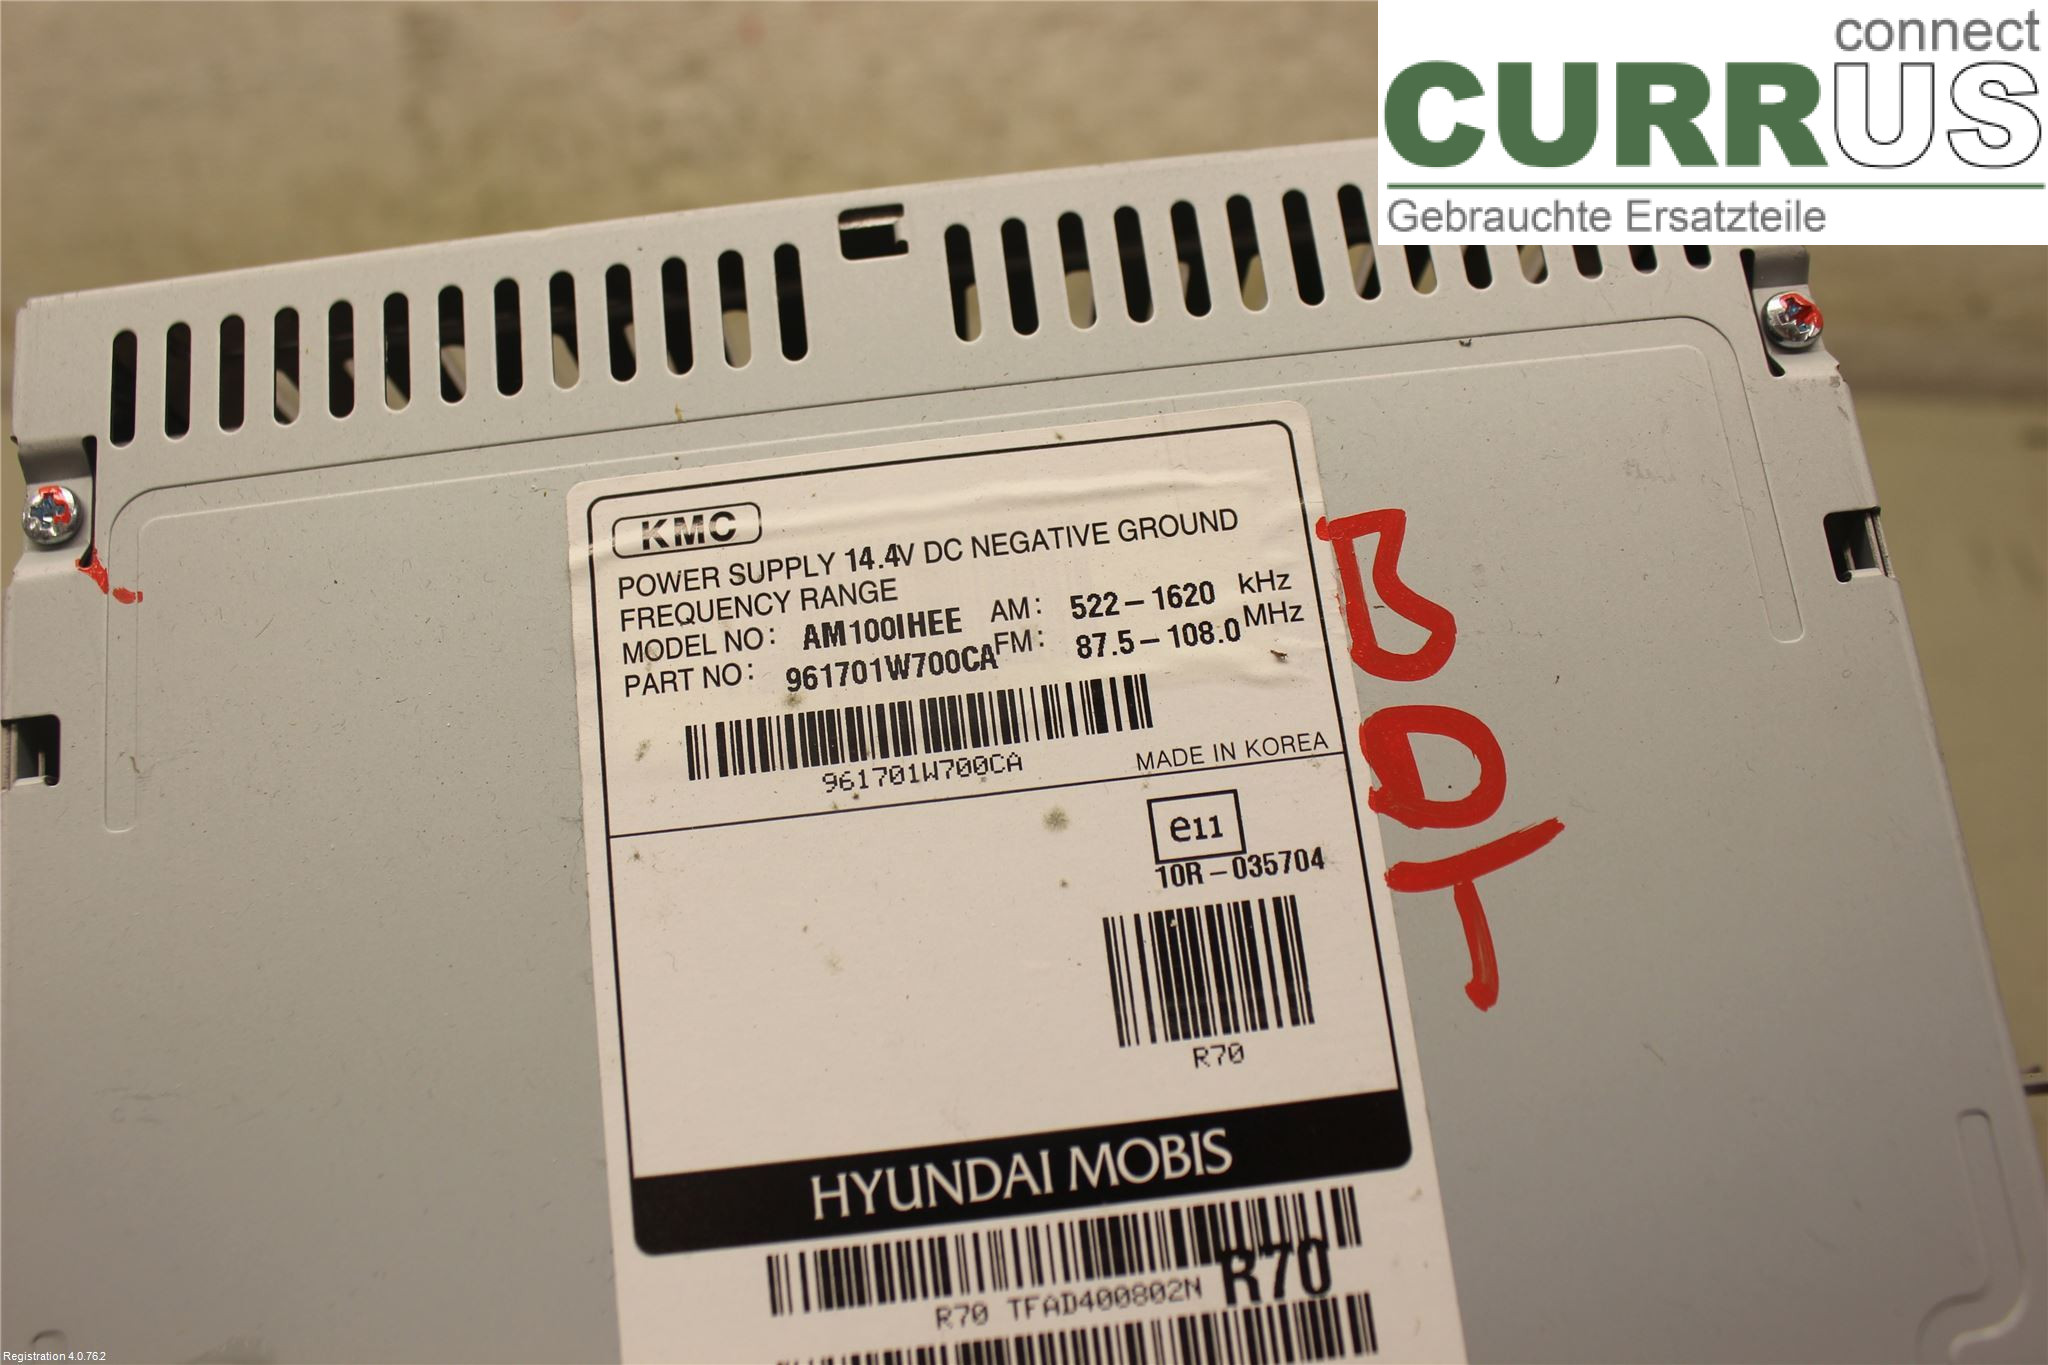 connect
CURRUS
Gebrauchte Ersatzteile
KMC
POWER SUPPLY 14.4V DC NEGATIVE GROUND
FREQUENCY RANGE AM: 522-1620 kHz
MODEL NO: AM100IHEE FM: 87.5-108.0 MHz
PART NO: 961701W700CA
961701W700CA
MADE IN KOREA
e11
10R-035704
R70
HYUNDAI MOBIS
R70 TFAD400802N R70
B
D
T
Registration 4.0.76.2